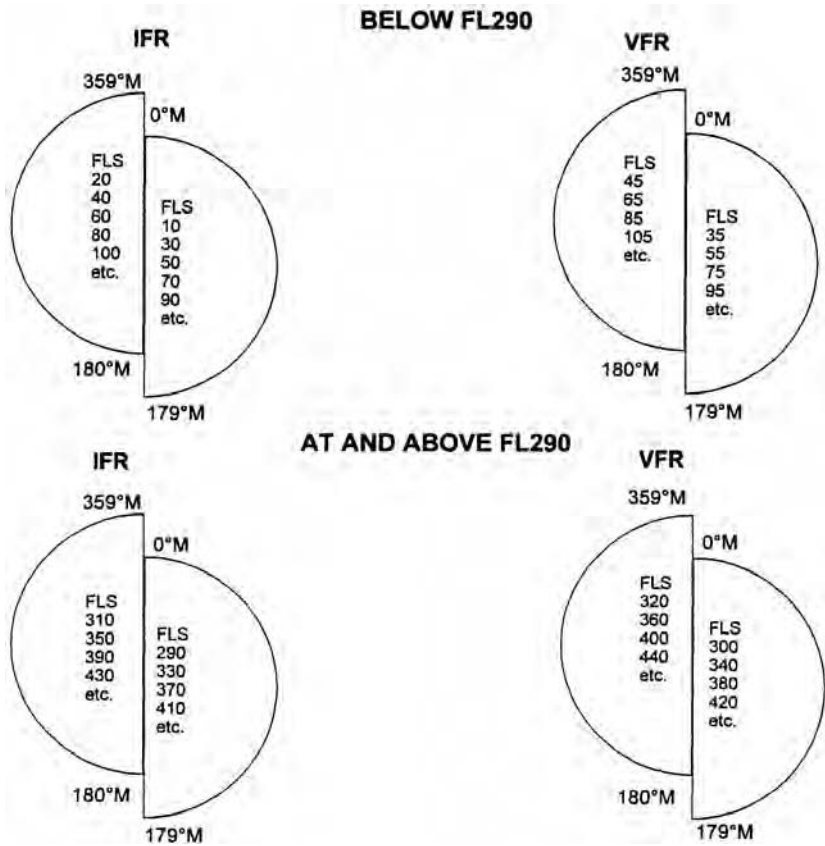 BELOW FL290
IFR
359°M
0°M
FLS
20
40
60
80
100
etc.
FLS
10
30
50
70
90
etc.
180°M
179°M
VFR
359°M
0°M
FLS
45
65
85
105
etc.
FLS
35
55
75
95
etc.
180°M
179°M
AT AND ABOVE FL290
IFR
359°M
0°M
FLS
310
350
390
430
etc.
FLS
290
330
370
410
etc.
180°M
179°M
VFR
359°M
0°M
FLS
320
360
400
440
etc.
FLS
300
340
380
420
etc.
180°M
179°M